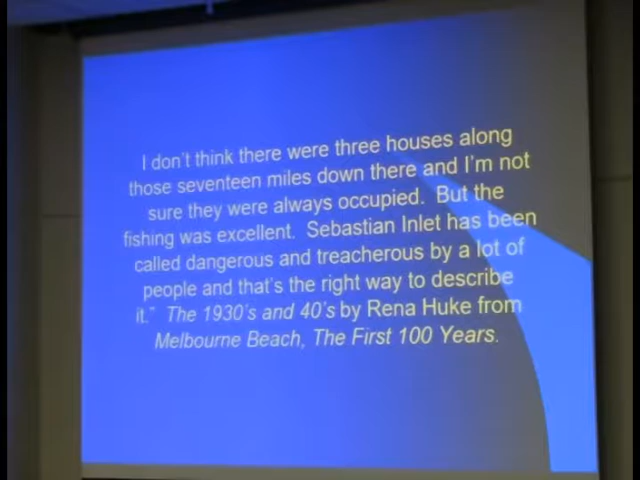 I don't think there were three houses along
those seventeen miles down there and I'm not
sure they were always occupied.  But the
fishing was excellent.  Sebastian Inlet has been
called dangerous and treacherous by a lot of
people and that's the right way to describe
it."  The 1930's and 40's by Rena Huke from
Melbourne Beach, The First 100 Years.